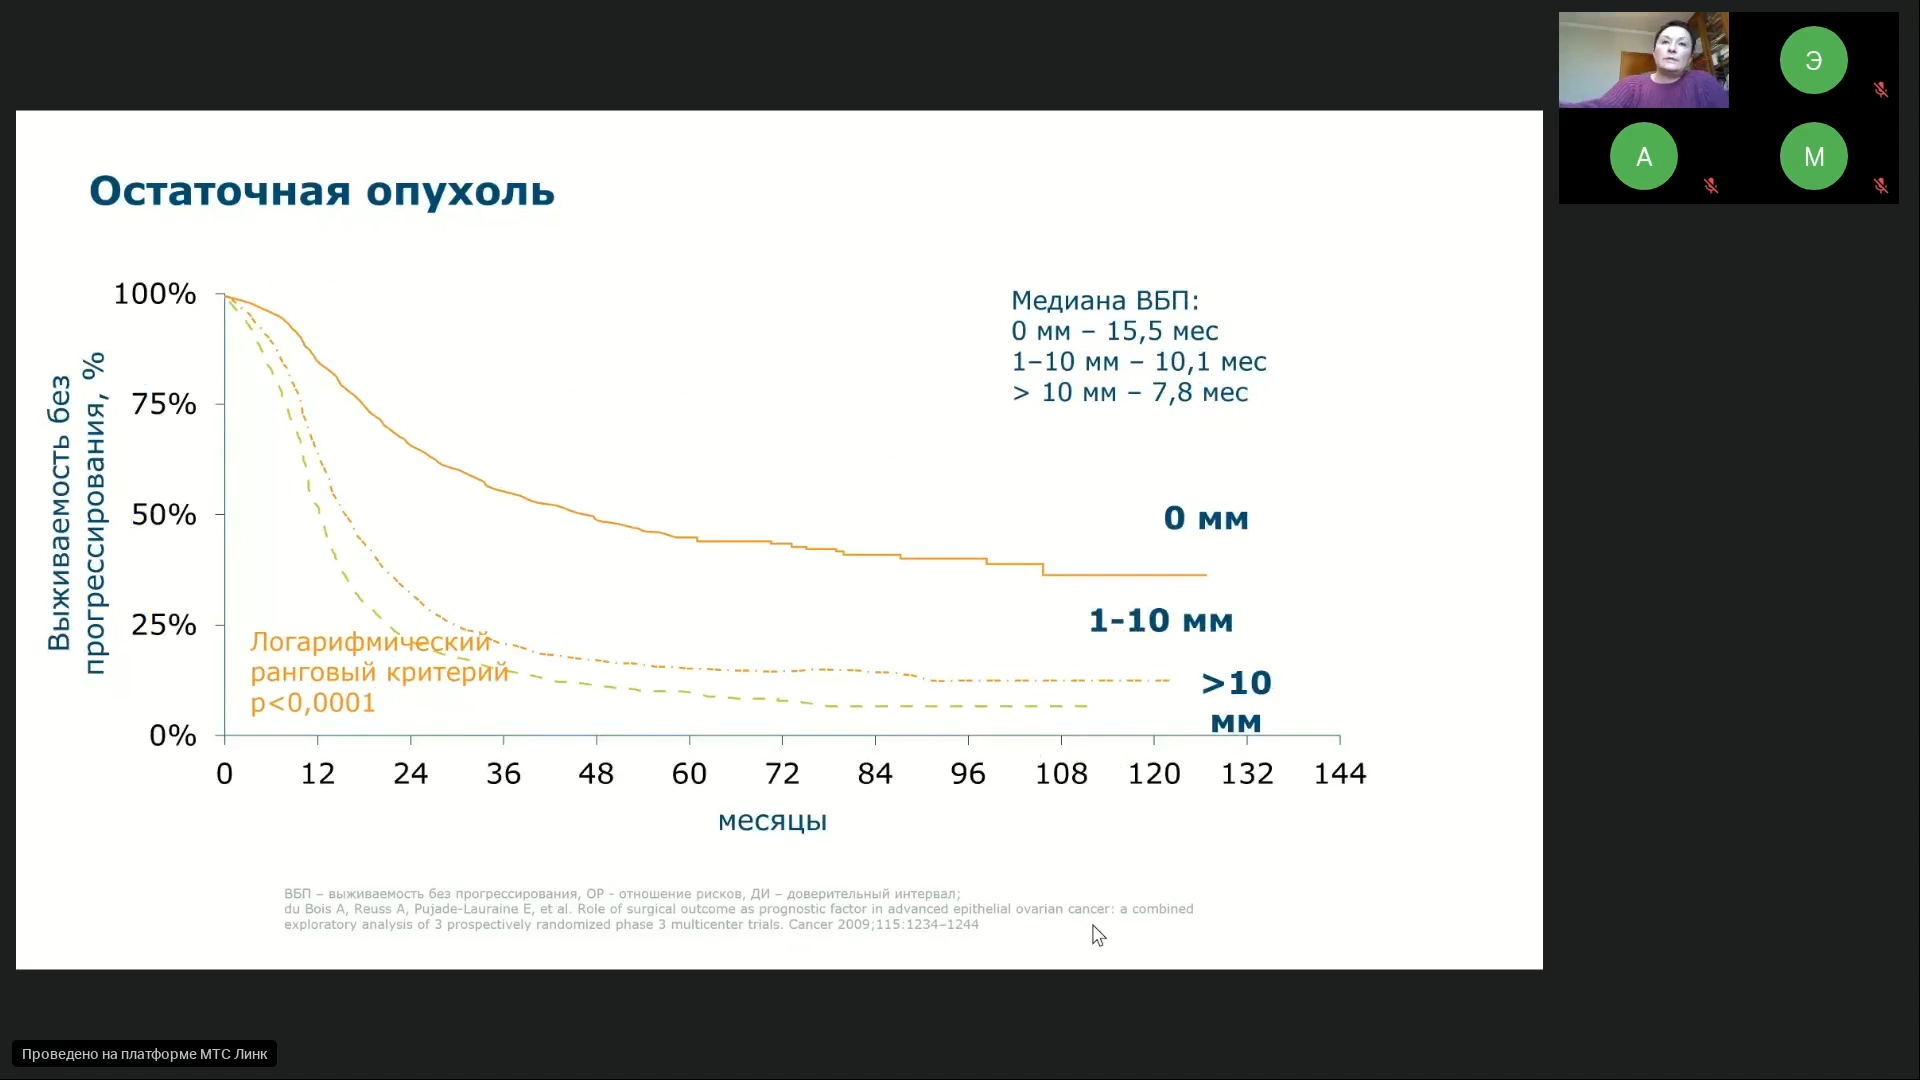 Остаточная опухоль
100%
75%
50%
25%
0%
Выживаемость без
прогрессирования, %
Медиана ВБП:
0 мм – 15,5 мес
1–10 мм – 10,1 мес
> 10 мм – 7,8 мес
0 мм
1-10 мм
>10
мм
Логарифмический
ранговый критерий
p<0,0001
0 12 24 36 48 60 72 84 96 108 120 132 144
месяцы
ВБП – выживаемость без прогрессирования, ОР - отношение рисков, ДИ – доверительный интервал;
du Bois A, Reuss A, Pujade-Lauraine E, et al. Role of surgical outcome as prognostic factor in advanced epithelial ovarian cancer: a combined
exploratory analysis of 3 prospectively randomized phase 3 multicenter trials. Cancer 2009;115:1234–1244
Э
А
М
Проведено на платформе МТС Линк